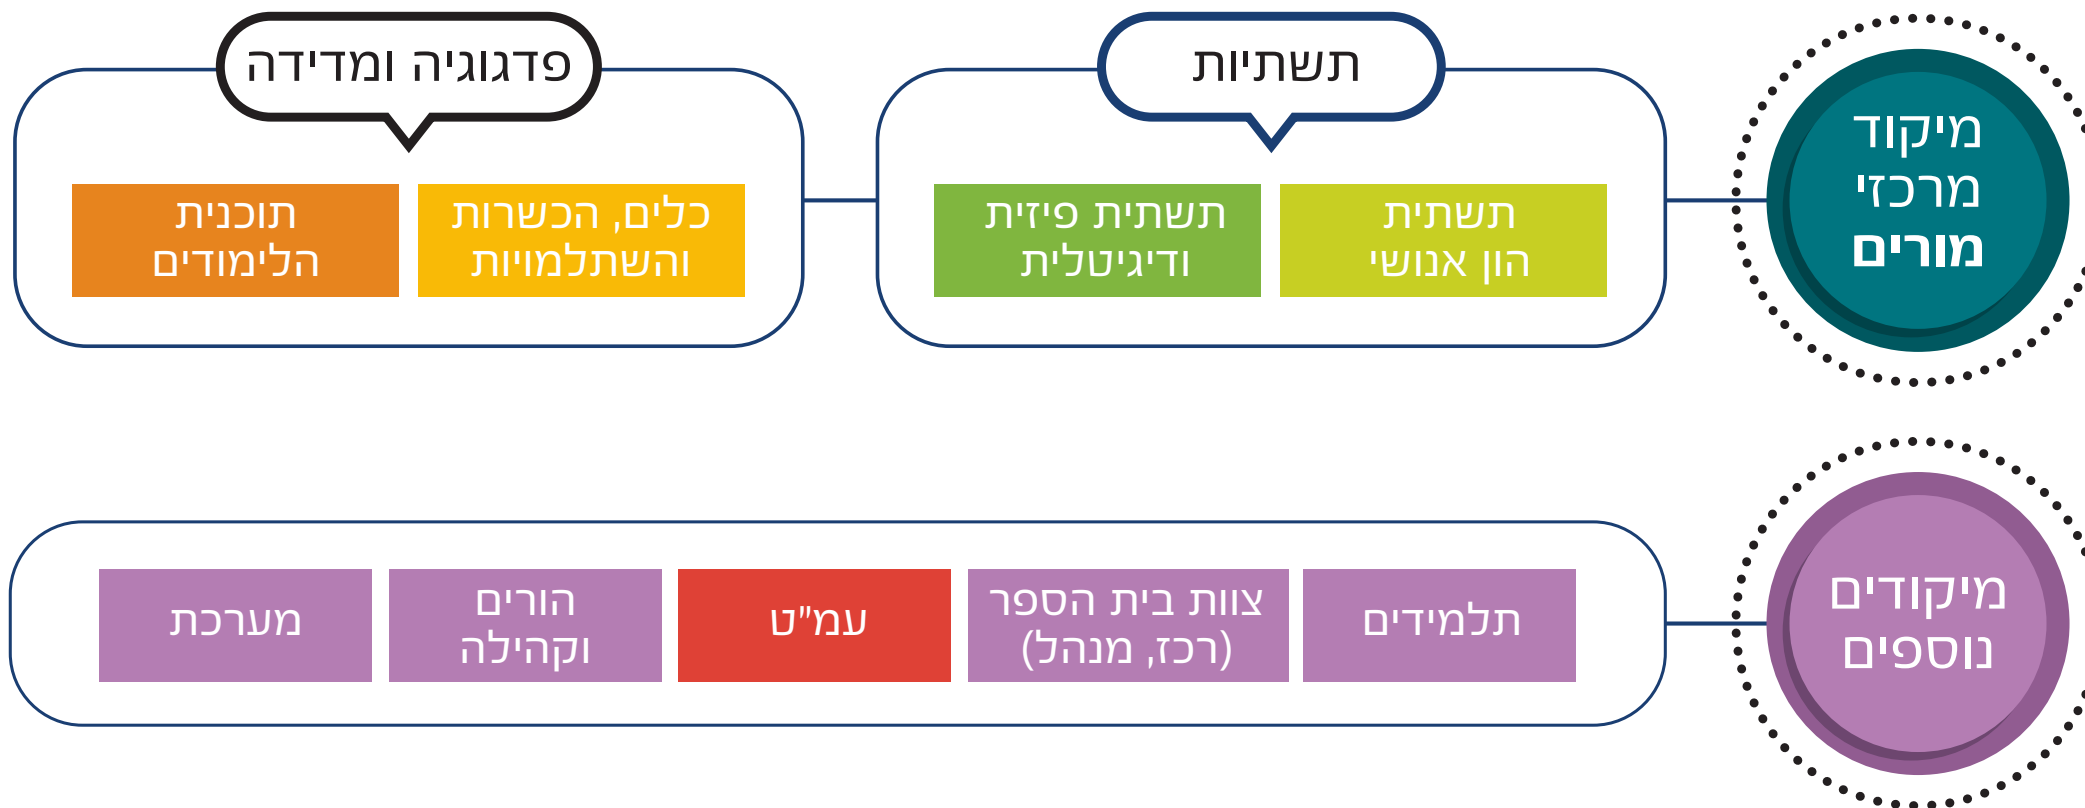 מיקוד
מרכזי
מורים
תשתיות
תשתית
הון אנושי
תשתית פיזית
ודיגיטלית
פדגוגיה ומדידה
כלים, הכשרות
והשתלמויות
תוכנית
הלימודים
מיקודים
נוספים
תלמידים
צוות בית הספר
(רכז, מנהל)
עמ"ט
הורים
וקהילה
מערכת